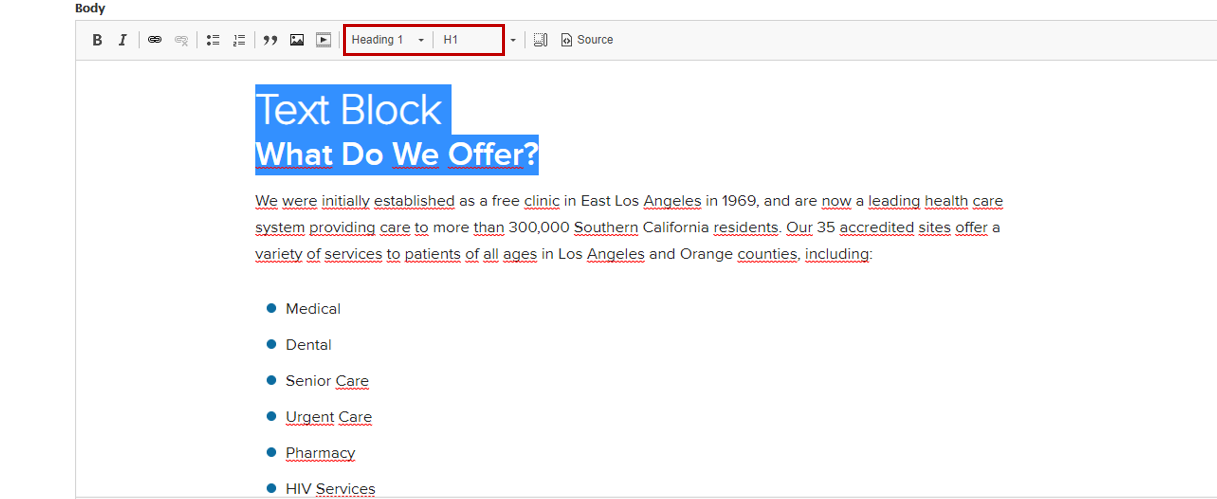 Body
B I Heading 1 H1 Source
Text Block
What Do We Offer?
We were initially established as a free clinic in East Los Angeles in 1969, and are now a leading health care
system providing care to more than 300,000 Southern California residents. Our 35 accredited sites offer a
variety of services to patients of all ages in Los Angeles and Orange counties, including:
Medical
Dental
Senior Care
Urgent Care
Pharmacy
HIV Services